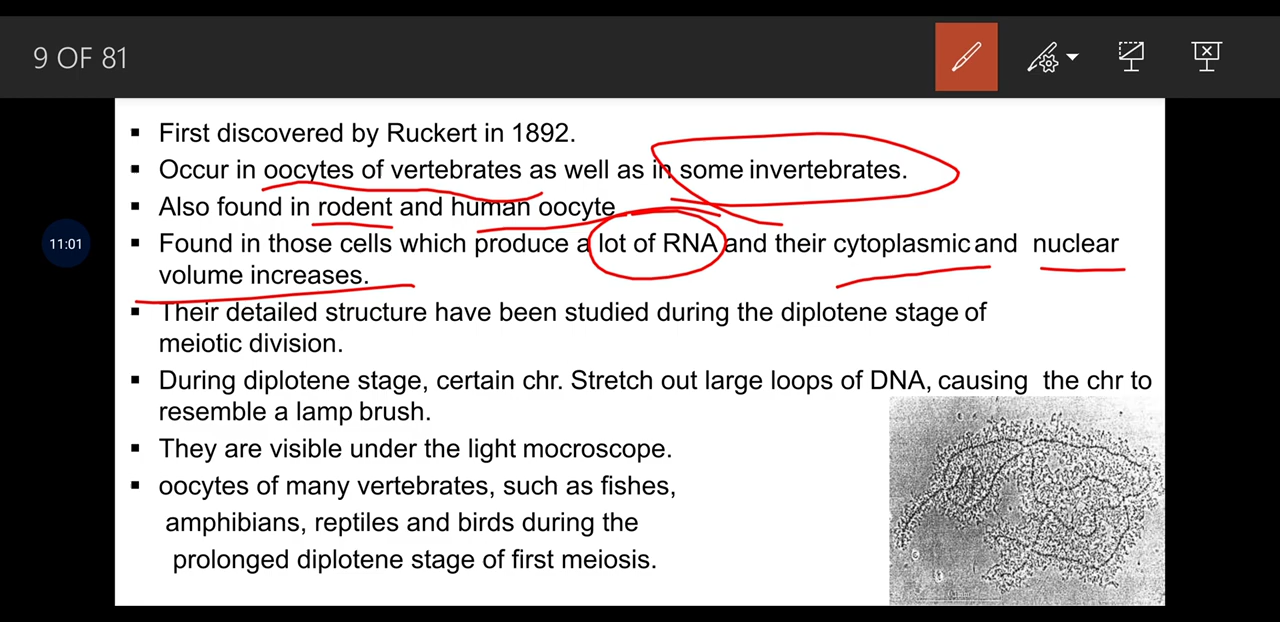 9 OF 81
▪ First discovered by Ruckert in 1892.
▪ Occur in oocytes of vertebrates as well as in some invertebrates.
▪ Also found in rodent and human oocyte
11:01
▪ Found in those cells which produce a lot of RNA and their cytoplasmic and nuclear
volume increases.
▪ Their detailed structure have been studied during the diplotene stage of
meiotic division.
▪ During diplotene stage, certain chr. Stretch out large loops of DNA, causing the chr to
resemble a lamp brush.
▪ They are visible under the light mocroscope.
▪ oocytes of many vertebrates, such as fishes,
amphibians, reptiles and birds during the
prolonged diplotene stage of first meiosis.